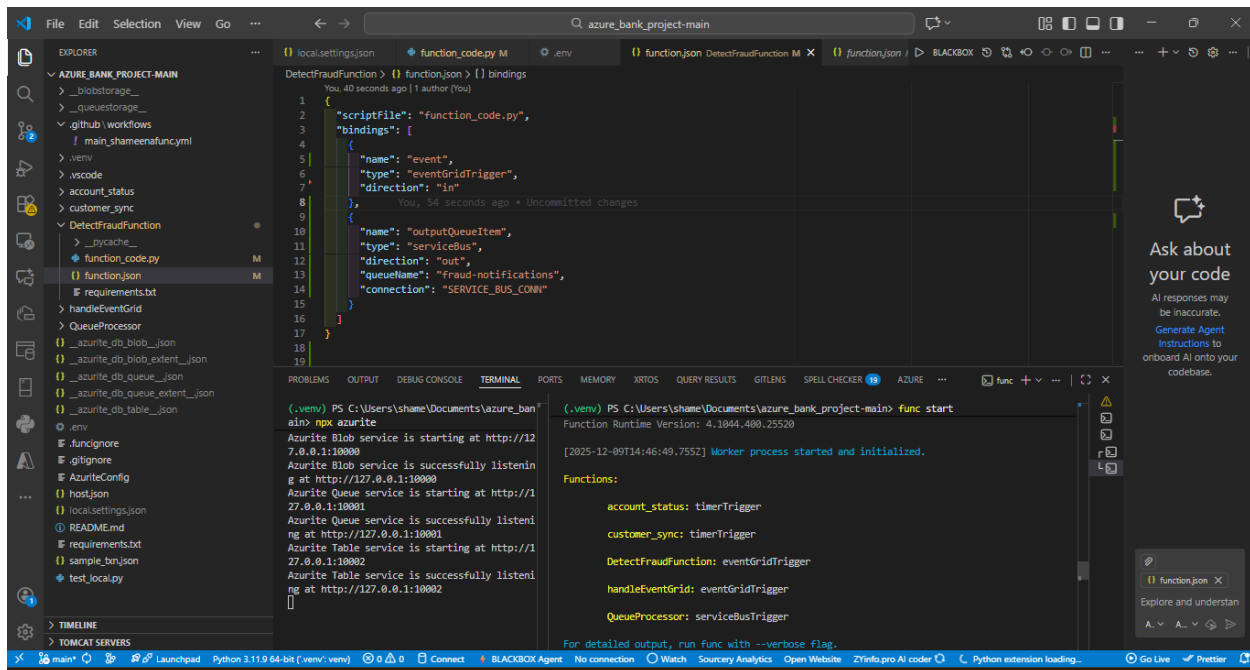 File Edit Selection View Go ···
azure_bank_project-main
EXPLORER
AZURE_BANK_PROJECT-MAIN
__blobstorage__
__queuestorage__
.github\workflows
main_shameenafunc.yml
.venv
.vscode
account_status
customer_sync
DetectFraudFunction
__pycache__
function_code.py M
function.json M
requirements.txt
handleEventGrid
QueueProcessor
__azurite_db_blob__.json
__azurite_db_blob_extent__.json
__azurite_db_queue__.json
__azurite_db_queue_extent__.json
__azurite_db_table__.json
.env
.funcignore
.gitignore
AzuriteConfig
host.json
local.settings.json
README.md
requirements.txt
sample_txn.json
test_local.py
TIMELINE
TOMCAT SERVERS
local.settings.json function_code.py M .env function.json DetectFraudFunction M function.json BLACKBOX
DetectFraudFunction > {} function.json > [ ] bindings
You, 40 seconds ago | 1 author (You)
1 {
2 "scriptFile": "function_code.py",
3 "bindings": [
4 {
5 "name": "event",
6 "type": "eventGridTrigger",
7 "direction": "in"
8 }, You, 54 seconds ago • Uncommitted changes
9 {
10 "name": "outputQueueItem",
11 "type": "serviceBus",
12 "direction": "out",
13 "queueName": "fraud-notifications",
14 "connection": "SERVICE_BUS_CONN"
15 }
16 ]
17 }
18
19
PROBLEMS OUTPUT DEBUG CONSOLE TERMINAL PORTS MEMORY XRTOS QUERY RESULTS GITLENS SPELL CHECKER 19 AZURE ··· func
(.venv) PS C:\Users\shame\Documents\azure_ban
ain> npx azurite
Azurite Blob service is starting at http://12
7.0.0.1:10000
Azurite Blob service is successfully listenin
g at http://127.0.0.1:10000
Azurite Queue service is starting at http://1
27.0.0.1:10001
Azurite Queue service is successfully listeni
ng at http://127.0.0.1:10001
Azurite Table service is starting at http://1
27.0.0.1:10002
Azurite Table service is successfully listeni
ng at http://127.0.0.1:10002
(.venv) PS C:\Users\shame\Documents\azure_bank_project-main> func start
Function Runtime Version: 4.1044.400.25520
[2025-12-09T14:46:49.755Z] Worker process started and initialized.
Functions:
account_status: timerTrigger
customer_sync: timerTrigger
DetectFraudFunction: eventGridTrigger
handleEventGrid: eventGridTrigger
QueueProcessor: serviceBusTrigger
For detailed output, run func with --verbose flag.
Ask about
your code
AI responses may
be inaccurate.
Generate Agent
Instructions to
onboard AI onto your
codebase.
{} function.json
Explore and understan
A.. A...
main* Launchpad Python 3.11.9 64-bit ('.venv': venv) 0 0 Connect BLACKBOX Agent No connection Watch Sourcery Analytics Open Website ZYinfo.pro AI coder Python extension loading... Go Live Prettier